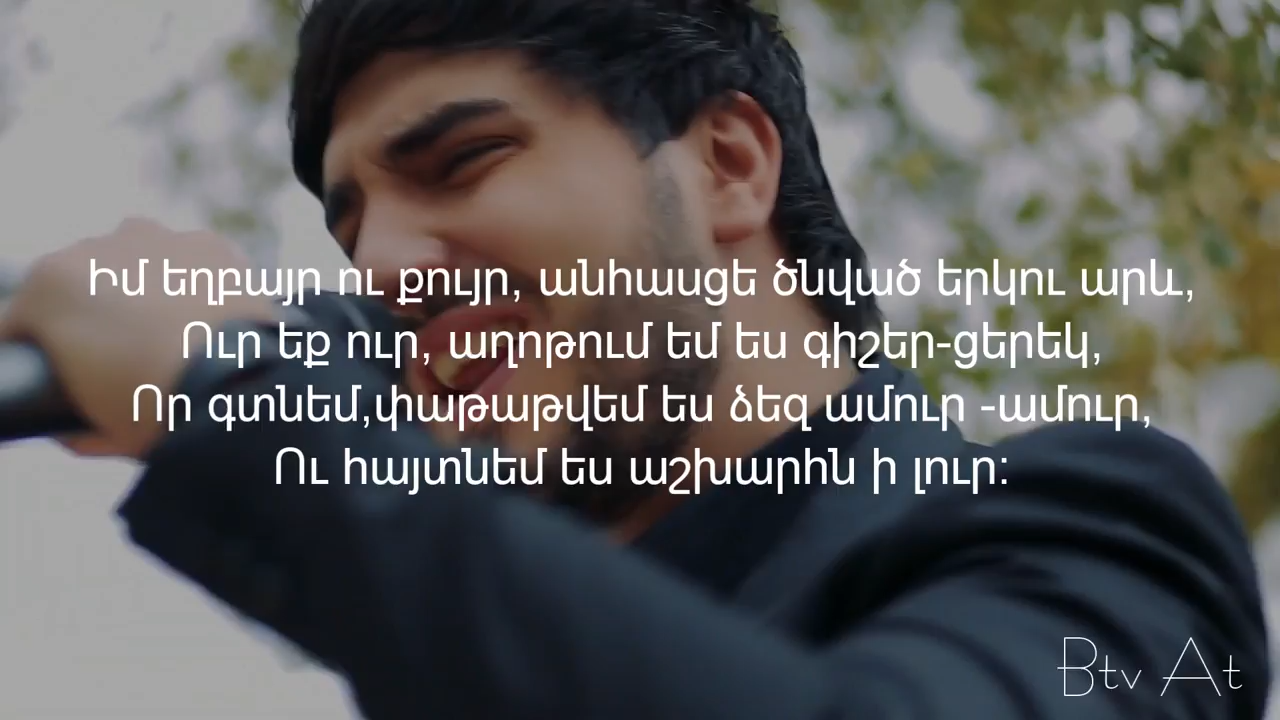 Իմ եղբայր ու քույր, անհասցե ծնված երկու արև,
Ուր եք ուր, աղոթում եմ ես գիշեր-ցերեկ,
Որ գտնեմ,փաթաթվեմ ես ձեզ ամուր -ամուր,
Ու հայտնեմ ես աշխարհն ի լուր:
Btv At